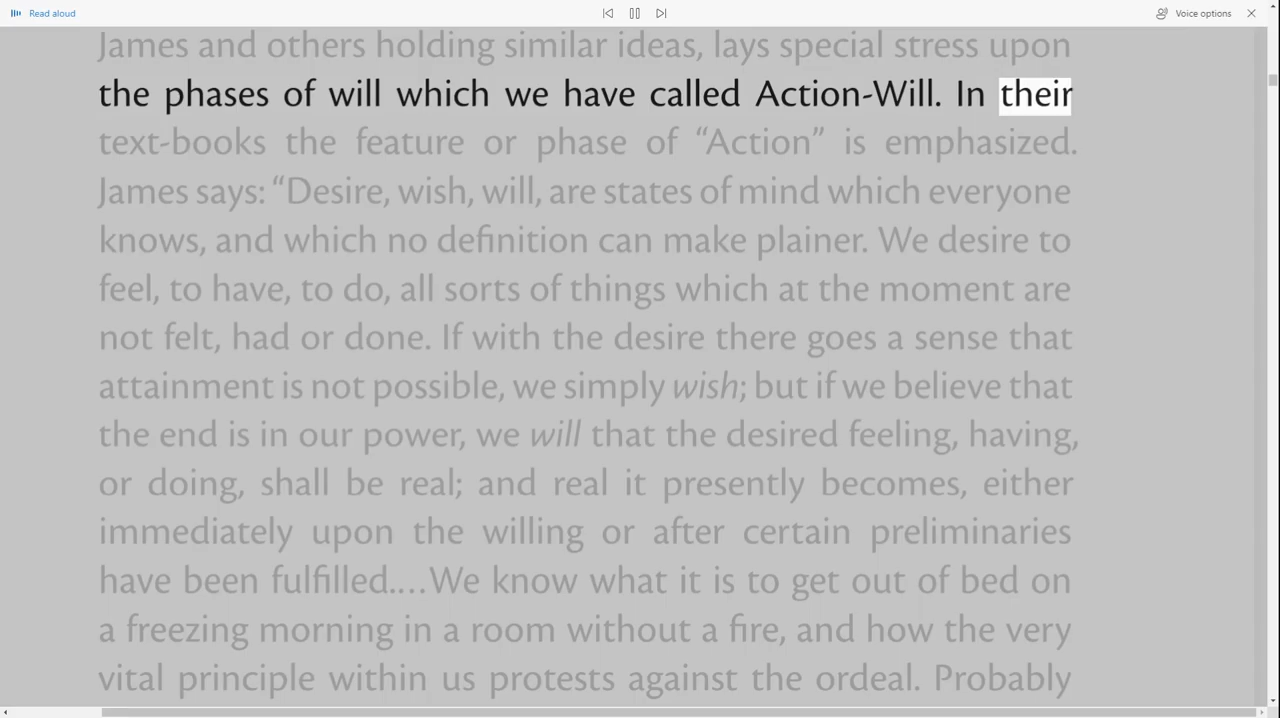 Read aloud
Voice options
James and others holding similar ideas, lays special stress upon
the phases of will which we have called Action-Will. In their
text-books the feature or phase of “Action” is emphasized.
James says: “Desire, wish, will, are states of mind which everyone
knows, and which no definition can make plainer. We desire to
feel, to have, to do, all sorts of things which at the moment are
not felt, had or done. If with the desire there goes a sense that
attainment is not possible, we simply wish; but if we believe that
the end is in our power, we will that the desired feeling, having,
or doing, shall be real; and real it presently becomes, either
immediately upon the willing or after certain preliminaries
have been fulfilled....We know what it is to get out of bed on
a freezing morning in a room without a fire, and how the very
vital principle within us protests against the ordeal. Probably